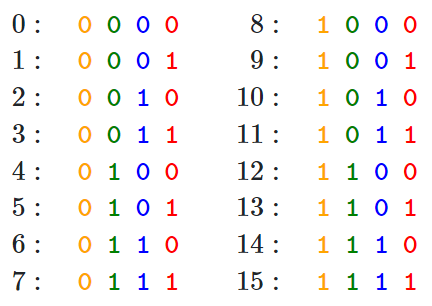 0: 0 0 0 0 8: 1 0 0 0
1: 0 0 0 1 9: 1 0 0 1
2: 0 0 1 0 10: 1 0 1 0
3: 0 0 1 1 11: 1 0 1 1
4: 0 1 0 0 12: 1 1 0 0
5: 0 1 0 1 13: 1 1 0 1
6: 0 1 1 0 14: 1 1 1 0
7: 0 1 1 1 15: 1 1 1 1